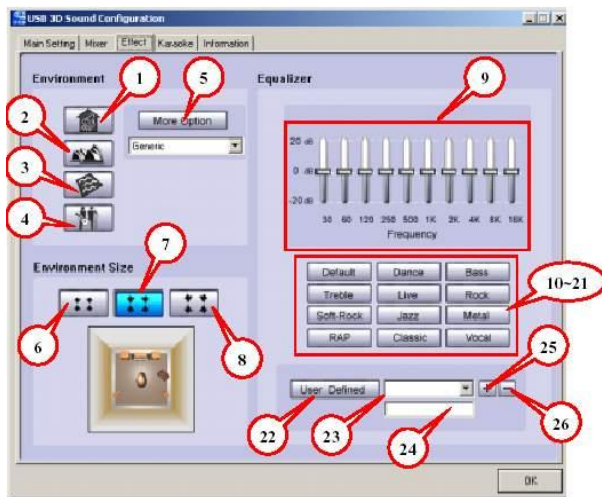 USB 3D Sound Configuration
Main Setting Mixer Effect Karaoke Information
Environment
1
5
Equalizer
9
2
More Option
Generic
3
4
20 dB
0 dB
-20 dB
30 60 120 250 500 1K 2K 4K 8K 16K
Frequency
7
Environment Size
6
8
Default Dance Bass
Treble Live Rock
Soft-Rock Jazz Metal
RAP Classic Vocal
10~21
25
User Defined
22
23
24
26
OK